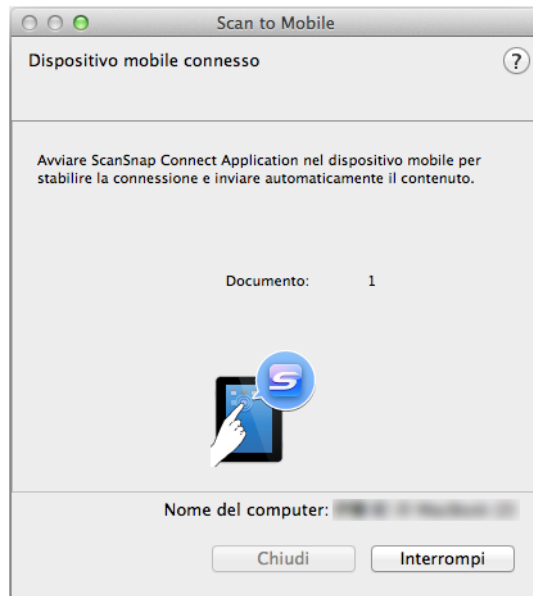 Scan to Mobile
Dispositivo mobile connesso
?
Avviare ScanSnap Connect Application nel dispositivo mobile per
stabilire la connessione e inviare automaticamente il contenuto.
Documento: 1
S
Nome del computer:
Chiudi Interrompi